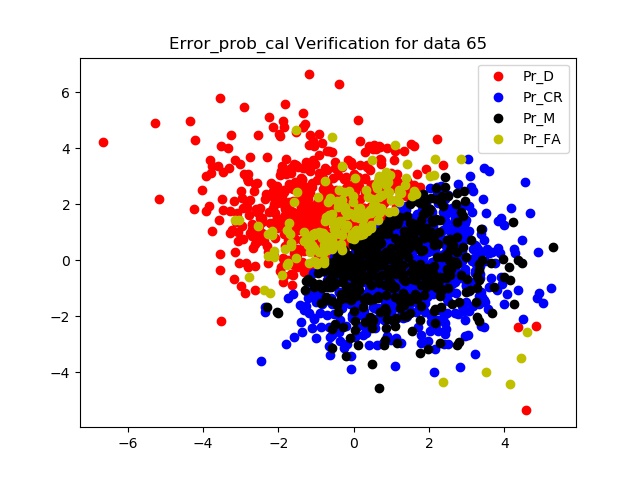 Error_prob_cal Verification for data 65
Pr_D
Pr_CR
Pr_M
Pr_FA
6
4
2
0
−2
−4
−6
−4
−2
0
2
4